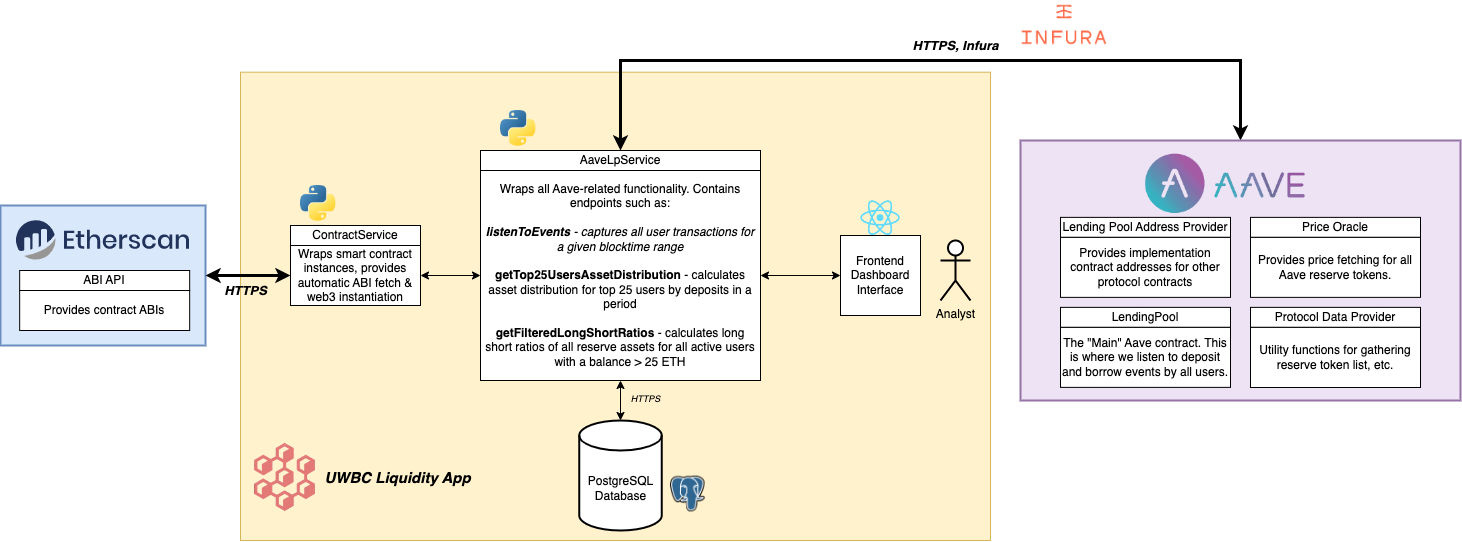 INFURA
HTTPS, Infura
AaveLpService
Wraps all Aave-related functionality. Contains
endpoints such as:
listenToEvents - captures all user transactions for
a given blocktime range
getTop25UsersAssetDistribution - calculates
asset distribution for top 25 users by deposits in a
period
getFilteredLongShortRatios - calculates long
short ratios of all reserve assets for all active users
with a balance > 25 ETH
Etherscan
ABI API
Provides contract ABIs
HTTPS
ContractService
Wraps smart contract
instances, provides
automatic ABI fetch &
web3 instantiation
Frontend
Dashboard
Interface
Analyst
HTTPS
PostgreSQL
Database
UWBC Liquidity App
AAVE
Lending Pool Address Provider
Provides implementation
contract addresses for other
protocol contracts
Price Oracle
Provides price fetching for all
Aave reserve tokens.
LendingPool
The "Main" Aave contract. This
is where we listen to deposit
and borrow events by all users.
Protocol Data Provider
Utility functions for gathering
reserve token list, etc.